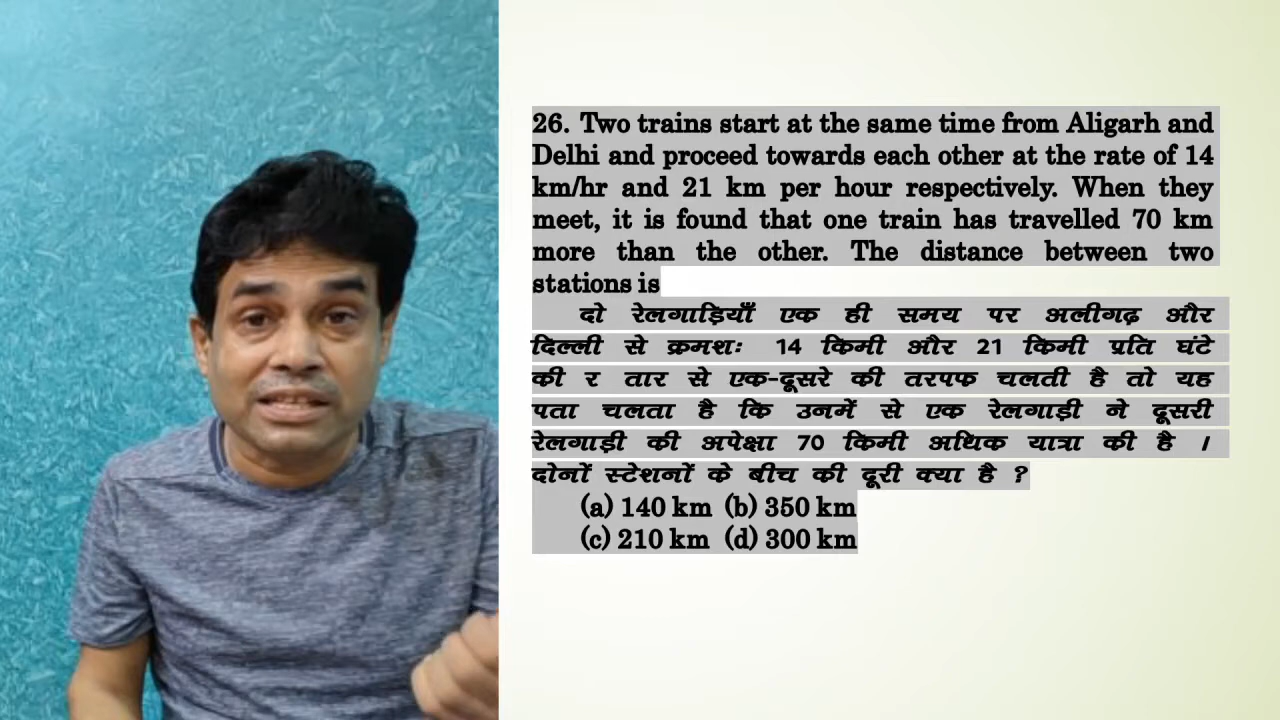 26. Two trains start at the same time from Aligarh and
Delhi and proceed towards each other at the rate of 14
km/hr and 21 km per hour respectively. When they
meet, it is found that one train has travelled 70 km
more than the other. The distance between two
stations is
दो रेलगाड़ियाँ एक ही समय पर अलीगढ़ और
दिल्ली से क्रमशः 14 किमी और 21 किमी प्रति घंटे
की र तार से एक-दूसरे की तरपफ चलती है तो यह
पता चलता है कि उनमें से एक रेलगाड़ी ने दूसरी
रेलगाड़ी की अपेक्षा 70 किमी अधिक यात्रा की है ।
दोनों स्टेशनों के बीच की दूरी क्या है ?
(a) 140 km (b) 350 km
(c) 210 km (d) 300 km